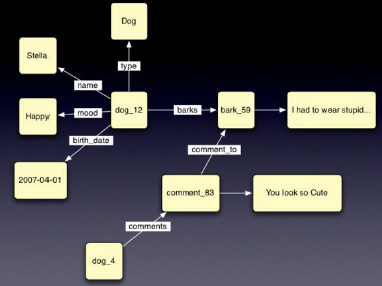 Dog
Stella
type
name
Happy
mood
dog_12
barks
bark_59
I had to wear stupid...
birth_date
comment_to
2007-04-01
comment_83
You look so Cute
comments
dog_4